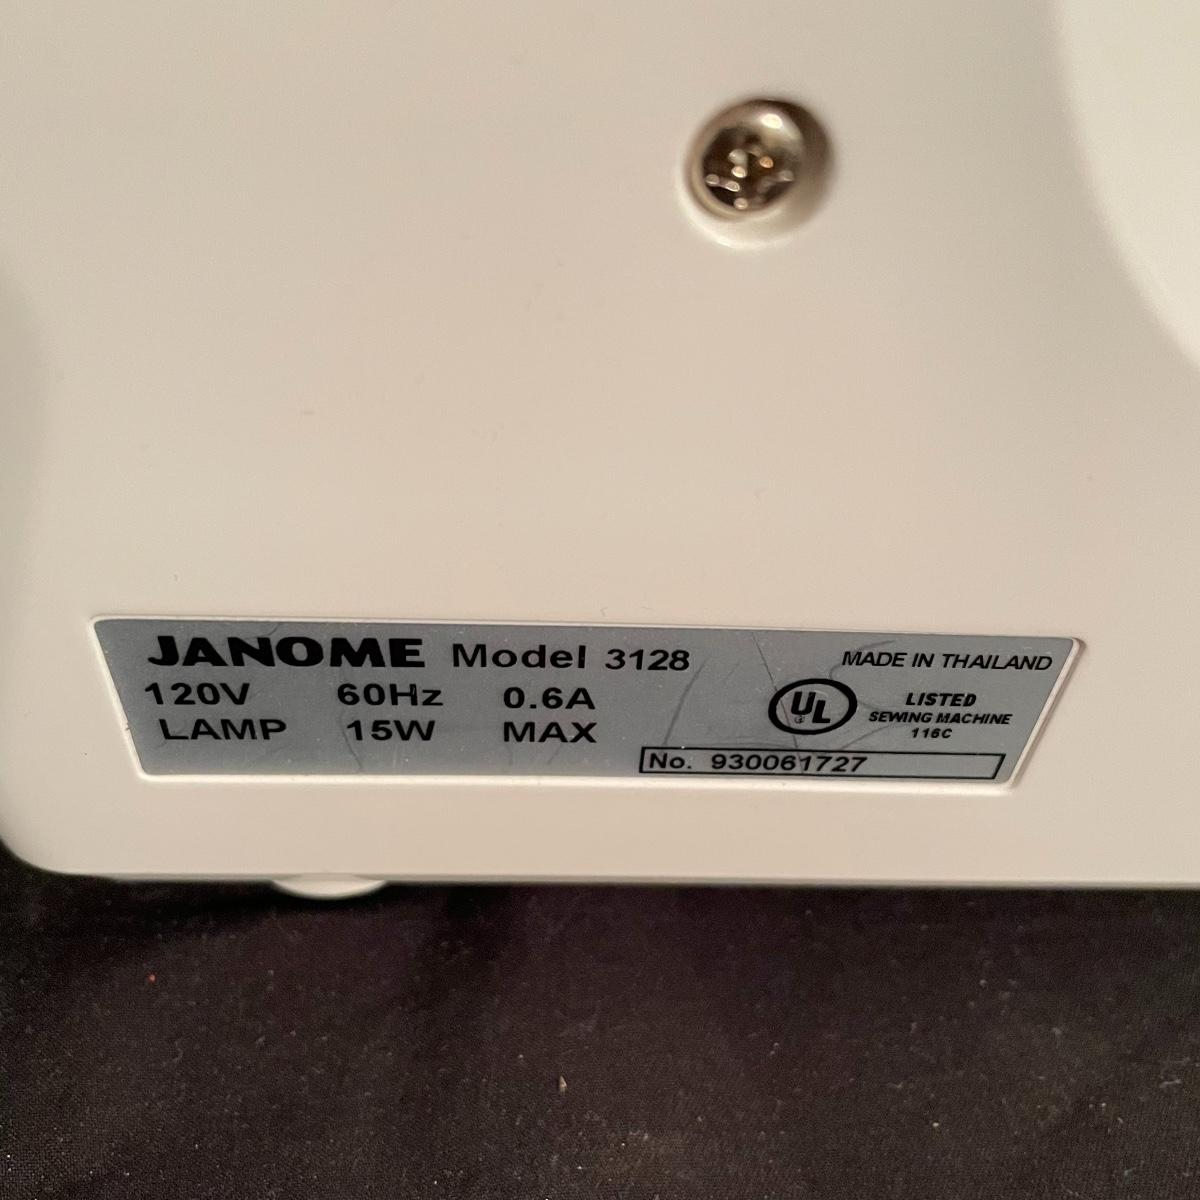 JANOME Model 3128
MADE IN THAILAND
120V 60Hz 0.6A
LAMP 15W MAX
UL
LISTED
SEWING MACHINE
116C
No. 930061727